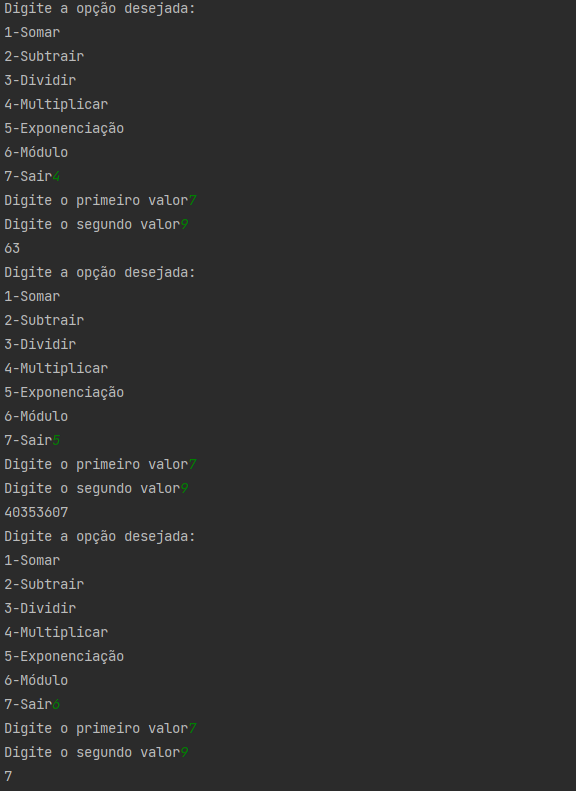 Digite a opção desejada:
1-Somar
2-Subtrair
3-Dividir
4-Multiplicar
5-Exponenciação
6-Módulo
7-Sair4
Digite o primeiro valor7
Digite o segundo valor9
63
Digite a opção desejada:
1-Somar
2-Subtrair
3-Dividir
4-Multiplicar
5-Exponenciação
6-Módulo
7-Sair5
Digite o primeiro valor7
Digite o segundo valor9
40353607
Digite a opção desejada:
1-Somar
2-Subtrair
3-Dividir
4-Multiplicar
5-Exponenciação
6-Módulo
7-Sair6
Digite o primeiro valor7
Digite o segundo valor9
7